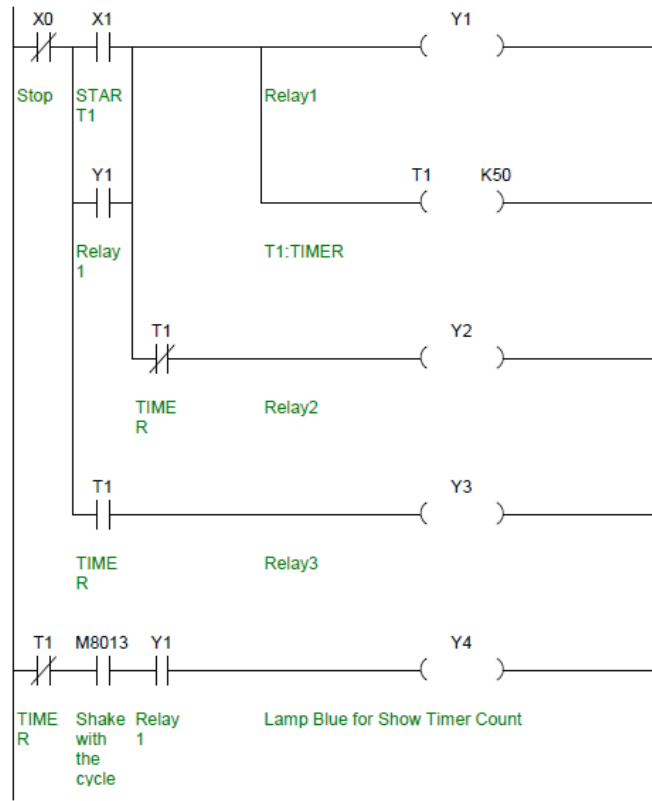 X0 X1 Y1
Stop STAR Relay1
T1
Y1 T1 K50
Relay T1:TIMER
1
T1 Y2
TIME Relay2
R
T1 Y3
TIME Relay3
R
T1 M8013 Y1 Y4
TIME Shake Relay Lamp Blue for Show Timer Count
R with 1
the
cycle